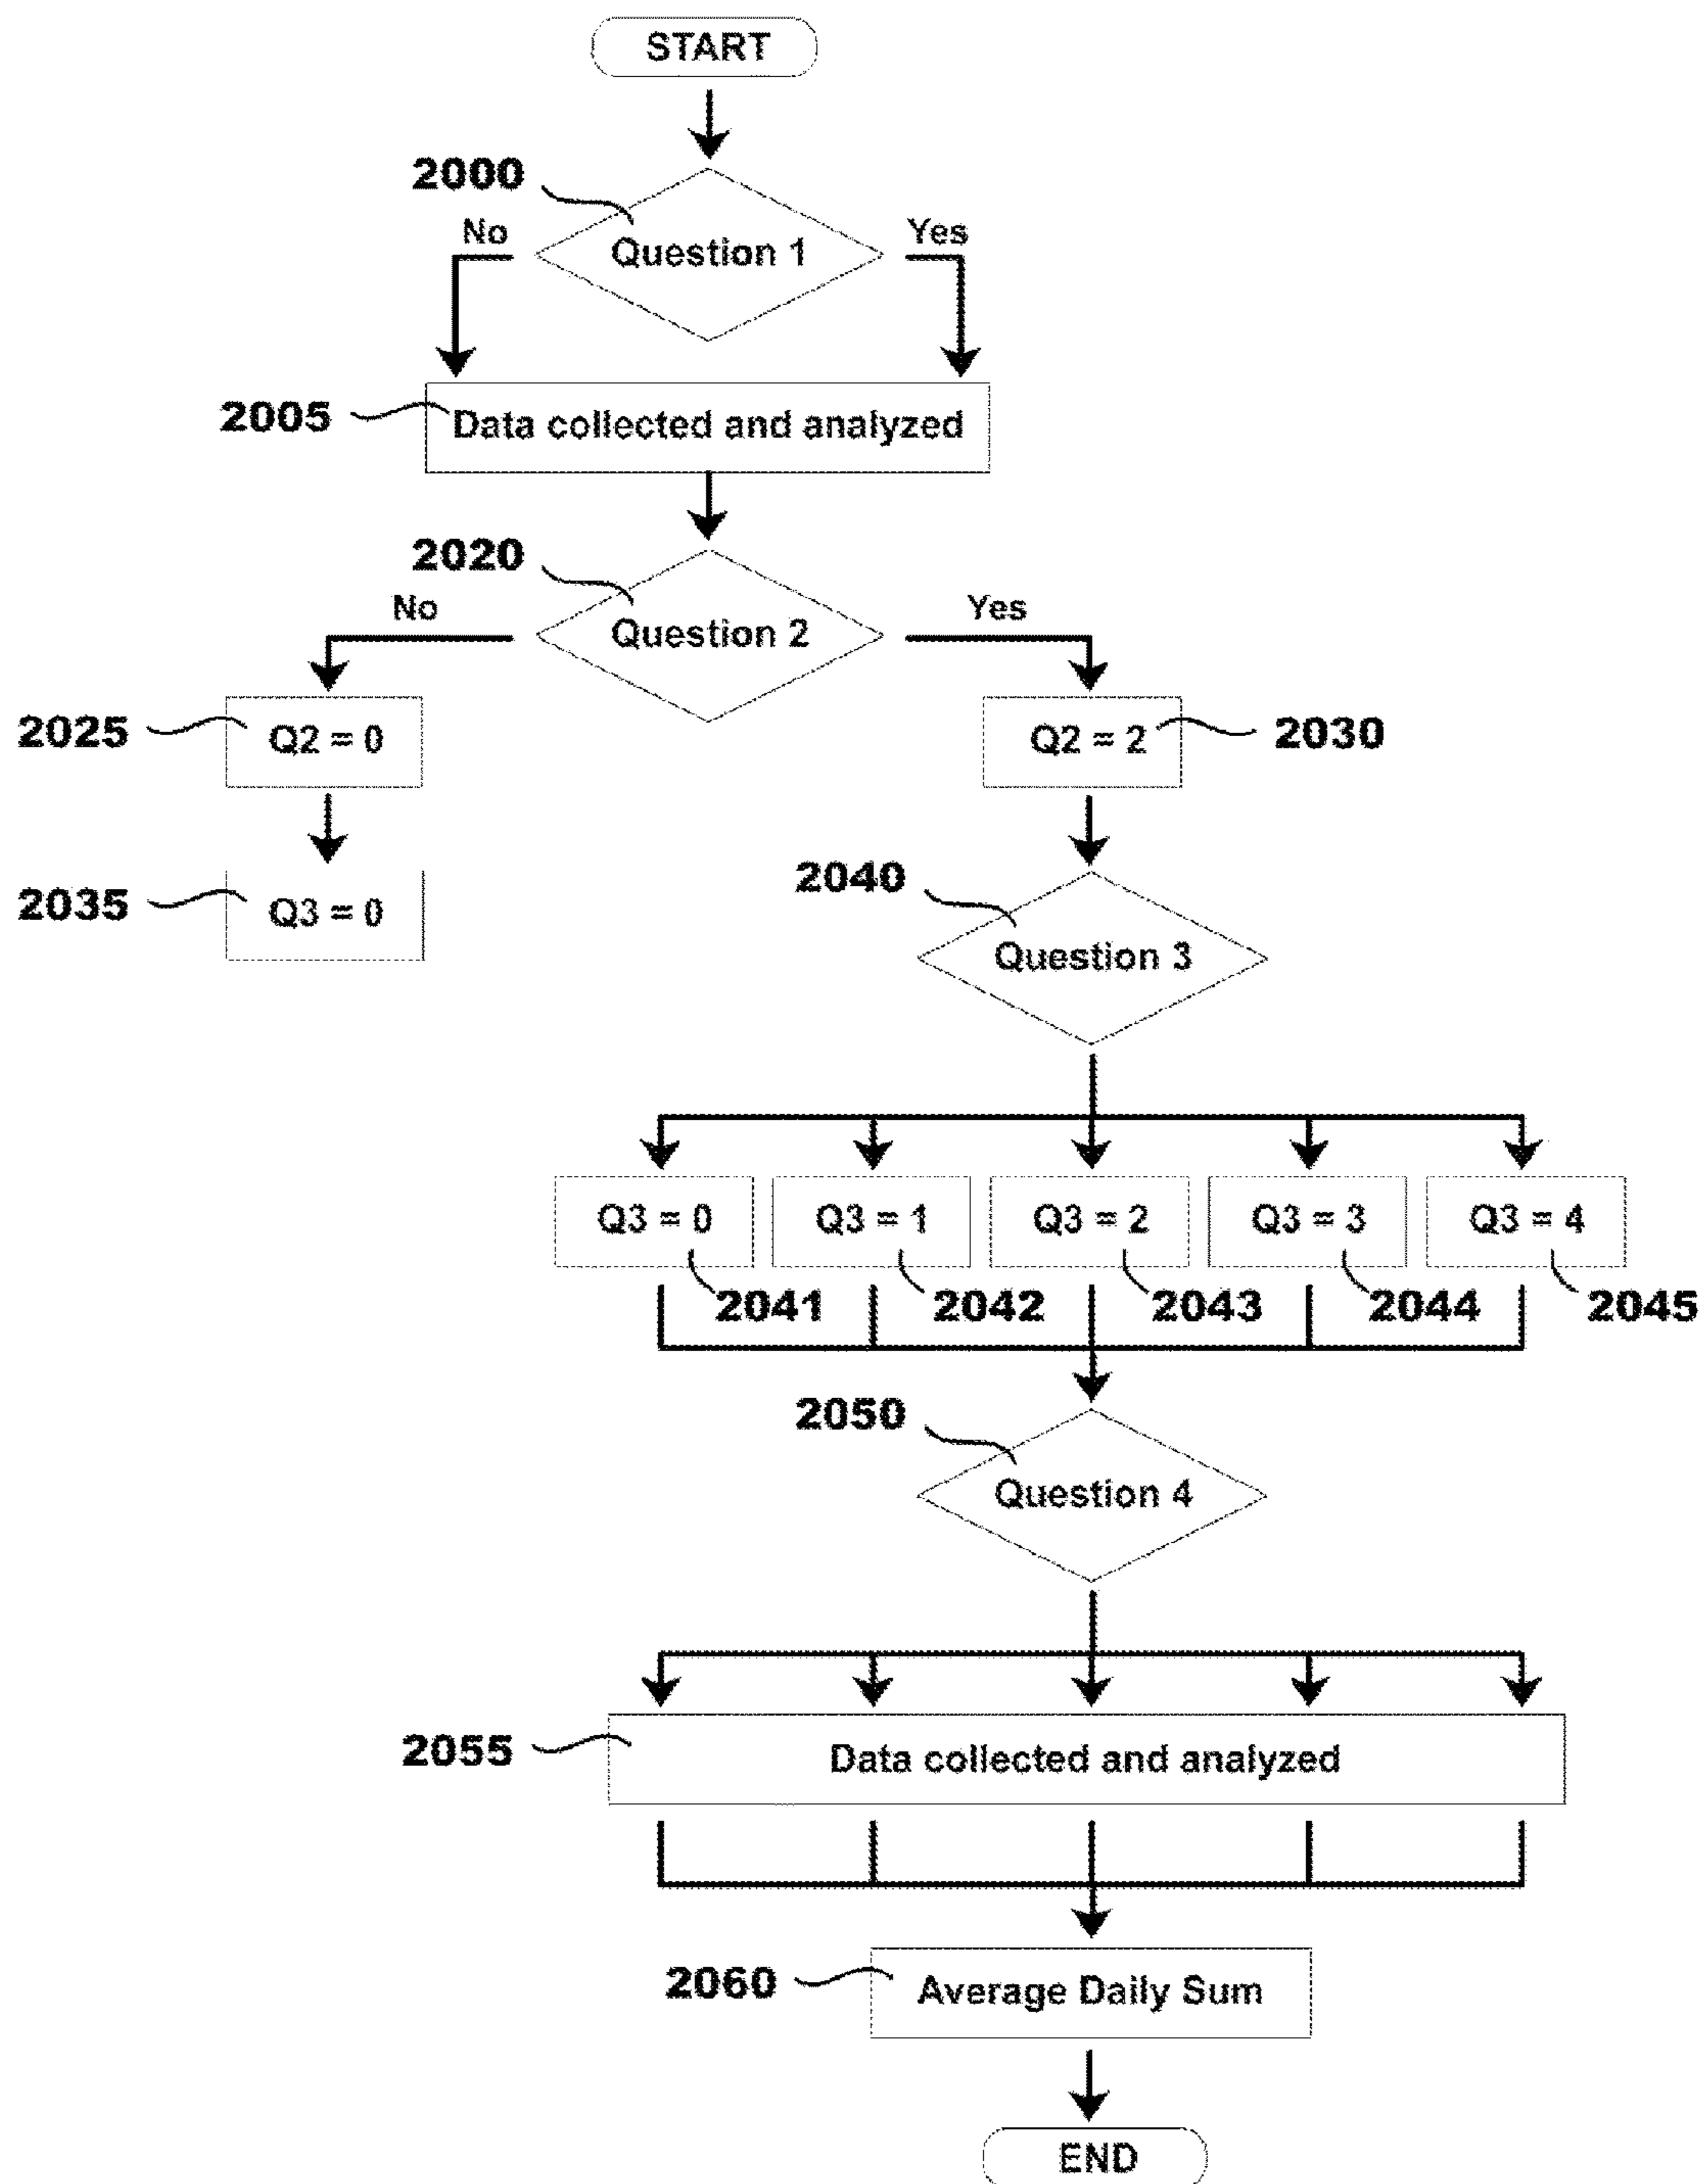 START
2000
No
Question 1
Yes
2005
Data collected and analyzed
2020
No
Question 2
Yes
2025
Q2 = 0
Q2 = 2
2030
2035
Q3 = 0
2040
Question 3
Q3 = 0
Q3 = 1
Q3 = 2
Q3 = 3
Q3 = 4
2041
2042
2043
2044
2045
2050
Question 4
2055
Data collected and analyzed
2060
Average Daily Sum
END